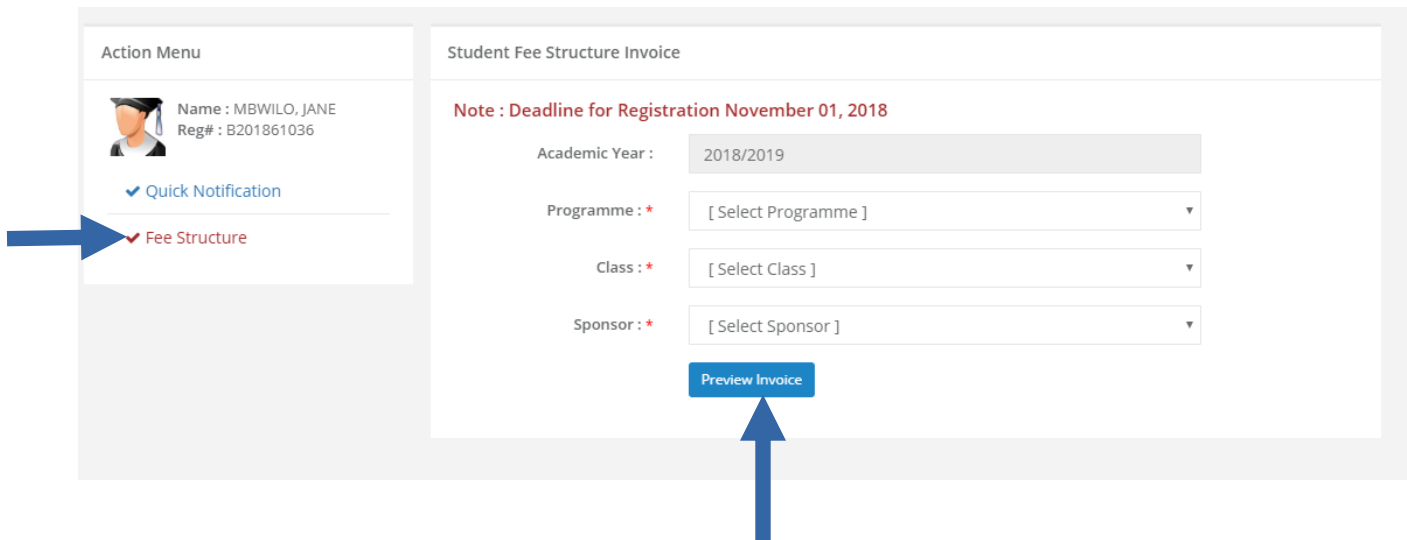 Action Menu
Name : MBWILO, JANE
Reg# : B201861036
Quick Notification
Fee Structure
Student Fee Structure Invoice
Note : Deadline for Registration November 01, 2018
Academic Year : 2018/2019
Programme : * [ Select Programme ]
Class : * [ Select Class ]
Sponsor : * [ Select Sponsor ]
Preview Invoice